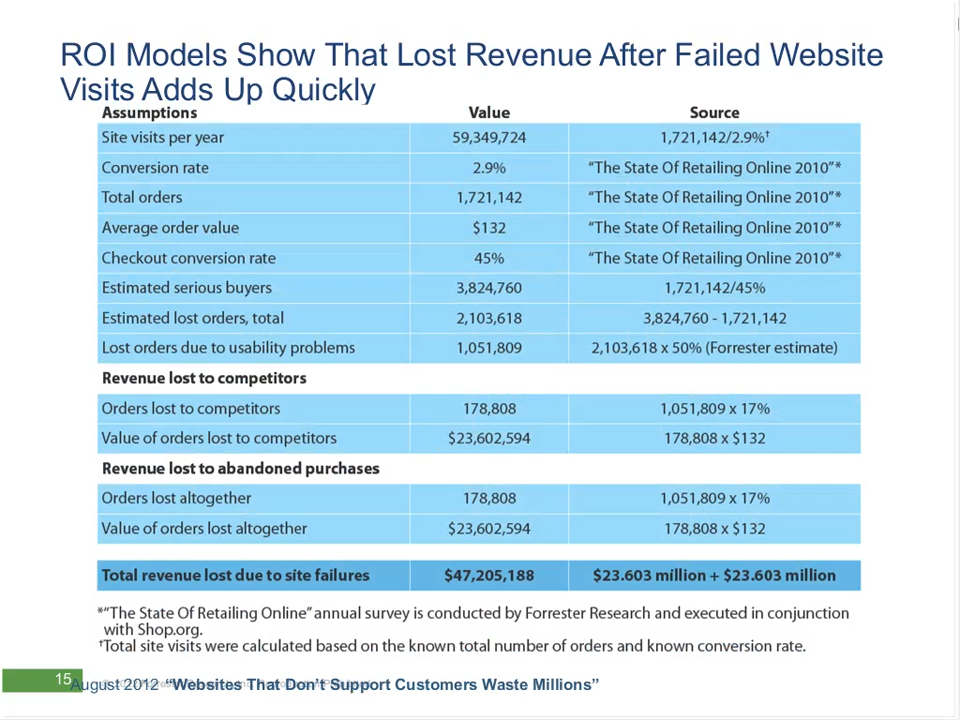 ROI Models Show That Lost Revenue After Failed Website
Visits Adds Up Quickly
Assumptions Value Source
Site visits per year 59,349,724 1,721,142/2.9%†
Conversion rate 2.9% “The State Of Retailing Online 2010”*
Total orders 1,721,142 “The State Of Retailing Online 2010”*
Average order value $132 “The State Of Retailing Online 2010”*
Checkout conversion rate 45% “The State Of Retailing Online 2010”*
Estimated serious buyers 3,824,760 1,721,142/45%
Estimated lost orders, total 2,103,618 3,824,760 - 1,721,142
Lost orders due to usability problems 1,051,809 2,103,618 x 50% (Forrester estimate)
Revenue lost to competitors
Orders lost to competitors 178,808 1,051,809 x 17%
Value of orders lost to competitors $23,602,594 178,808 x $132
Revenue lost to abandoned purchases
Orders lost altogether 178,808 1,051,809 x 17%
Value of orders lost altogether $23,602,594 178,808 x $132
Total revenue lost due to site failures $47,205,188 $23.603 million + $23.603 million
*“The State Of Retailing Online” annual survey is conducted by Forrester Research and executed in conjunction
with Shop.org.
†Total site visits were calculated based on the known total number of orders and known conversion rate.
15
August 2012 “Websites That Don’t Support Customers Waste Millions”